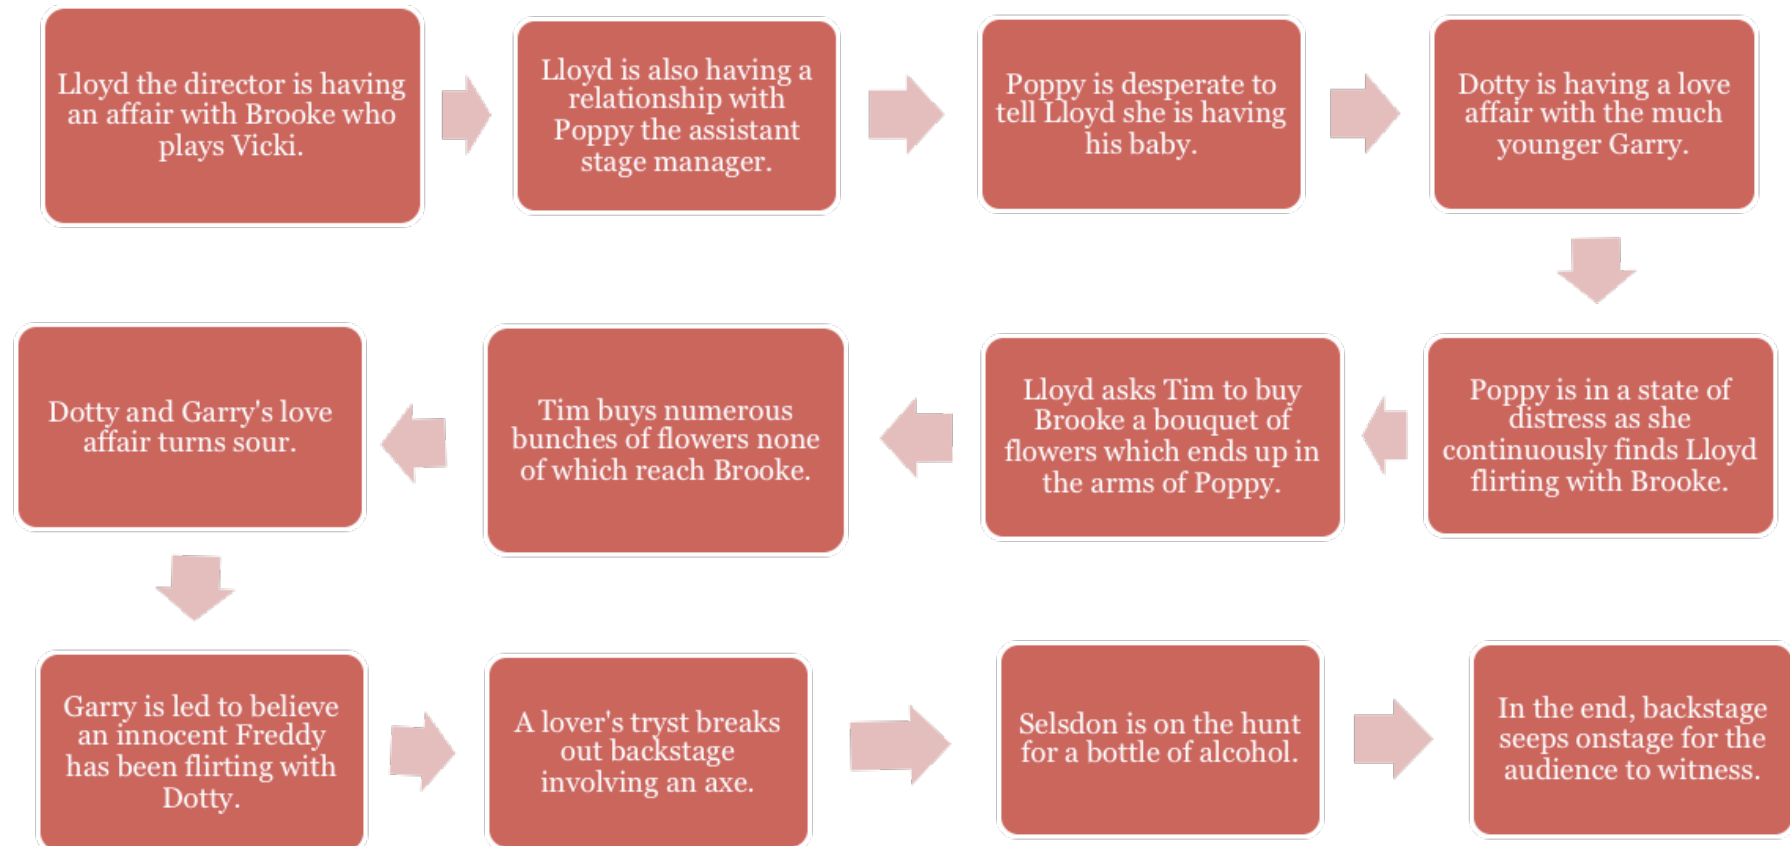 Lloyd the director is having
an affair with Brooke who
plays Vicki.
Lloyd is also having a
relationship with
Poppy the assistant
stage manager.
Poppy is desperate to
tell Lloyd she is having
his baby.
Dotty is having a love
affair with the much
younger Garry.
Poppy is in a state of
distress as she
continuously finds Lloyd
flirting with Brooke.
Lloyd asks Tim to buy
Brooke a bouquet of
flowers which ends up in
the arms of Poppy.
Tim buys numerous
bunches of flowers none
of which reach Brooke.
Dotty and Garry's love
affair turns sour.
Garry is led to believe
an innocent Freddy
has been flirting with
Dotty.
A lover's tryst breaks
out backstage
involving an axe.
Selsdon is on the hunt
for a bottle of alcohol.
In the end, backstage
seeps onstage for the
audience to witness.